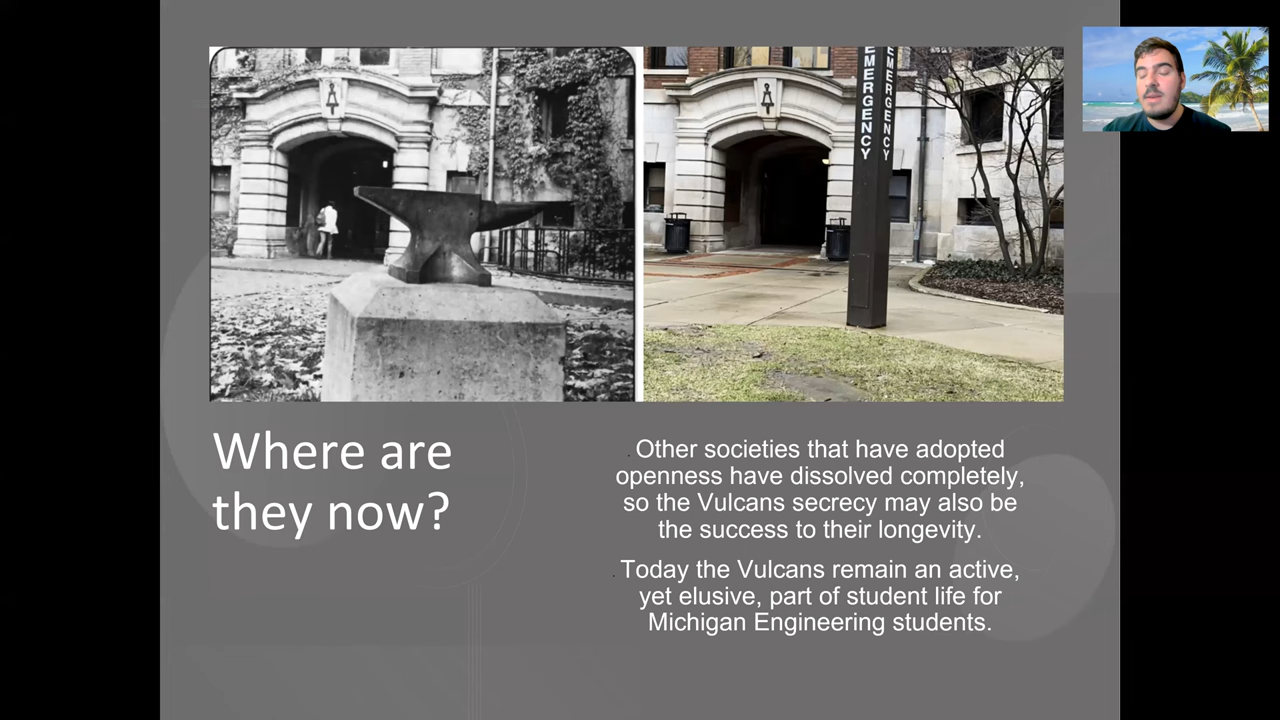 EMERGENCY
EMERGENCY
Where are
they now?
. Other societies that have adopted
openness have dissolved completely,
so the Vulcans secrecy may also be
the success to their longevity.
. Today the Vulcans remain an active,
yet elusive, part of student life for
Michigan Engineering students.